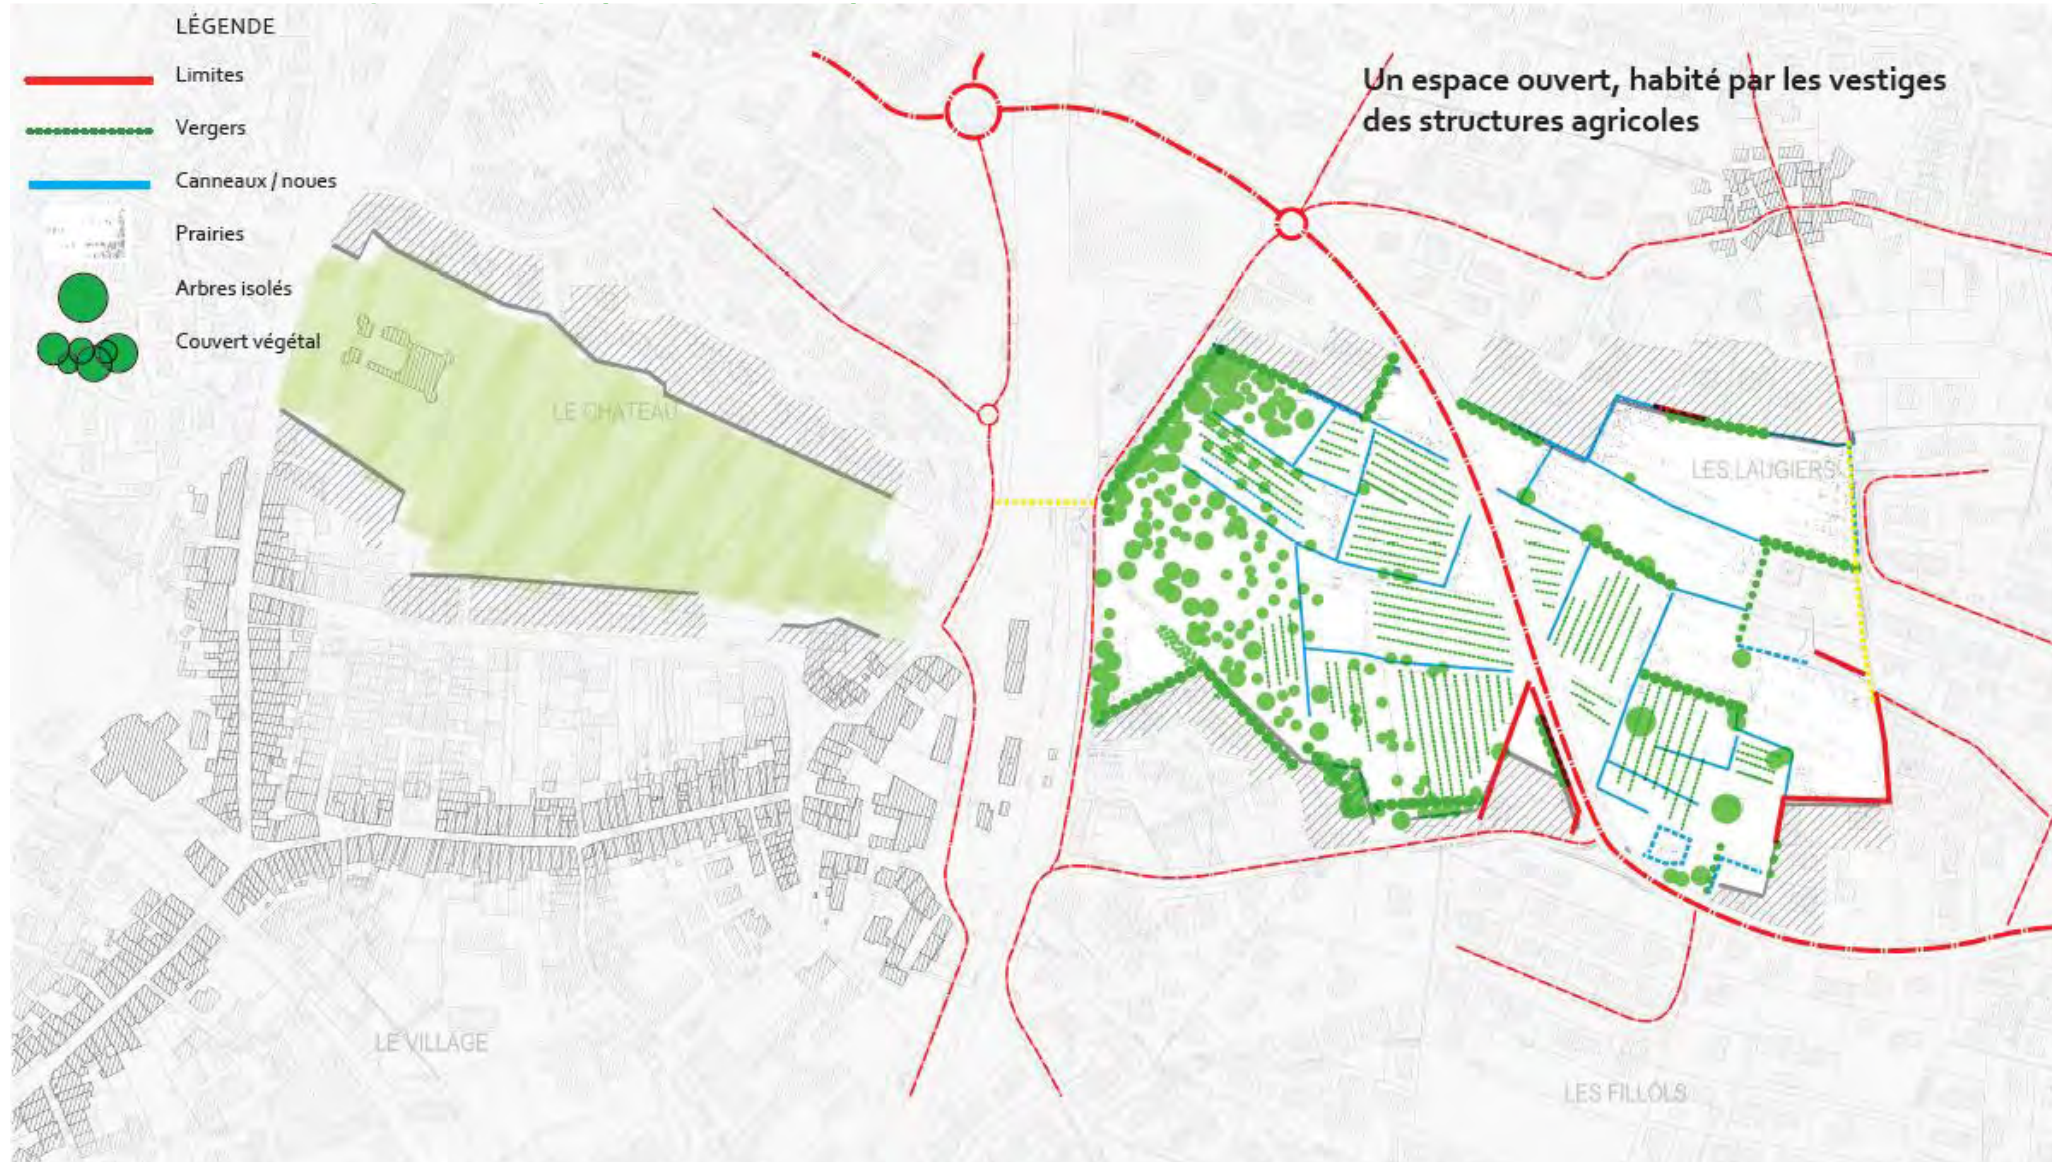 LÉGENDE
Limites
Vergers
Canneaux / noues
Prairies
Arbres isolés
Couvert végétal
Un espace ouvert, habité par les vestiges
des structures agricoles
LE CHATEAU
LES LAUGIERS
LE VILLAGE
LES FILLOLS